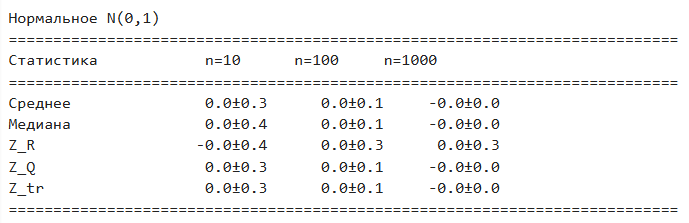 Нормальное N(0,1)
================================================================================
Статистика n=10 n=100 n=1000
================================================================================
Среднее 0.0±0.3 0.0±0.1 -0.0±0.0
Медиана 0.0±0.4 0.0±0.1 -0.0±0.0
Z_R -0.0±0.4 0.0±0.3 0.0±0.3
Z_Q 0.0±0.3 0.0±0.1 -0.0±0.0
Z_tr 0.0±0.3 0.0±0.1 -0.0±0.0
================================================================================